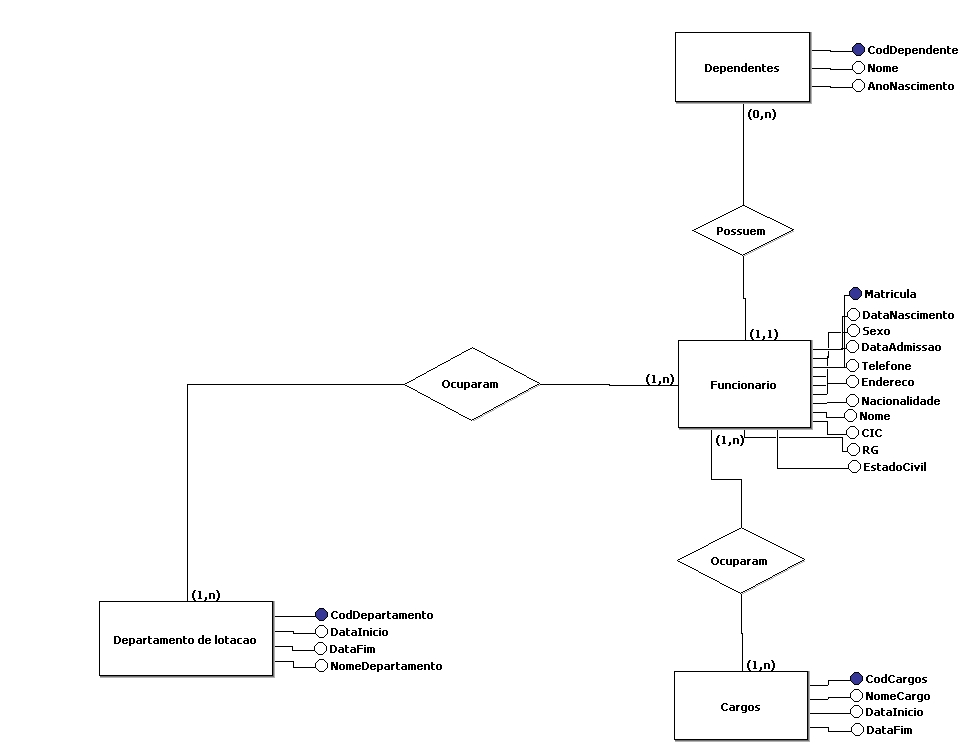 Dependentes
CodDependente
Nome
AnoNascimento
(0,n)
Possuem
(1,1)
Funcionario
Matricula
DataNascimento
Sexo
DataAdmissao
Telefone
Endereco
Nacionalidade
Nome
CIC
RG
EstadoCivil
(1,n)
Ocuparam
(1,n)
Ocuparam
(1,n)
Departamento de lotacao
CodDepartamento
DataInicio
DataFim
NomeDepartamento
(1,n)
Cargos
CodCargos
NomeCargo
DataInicio
DataFim